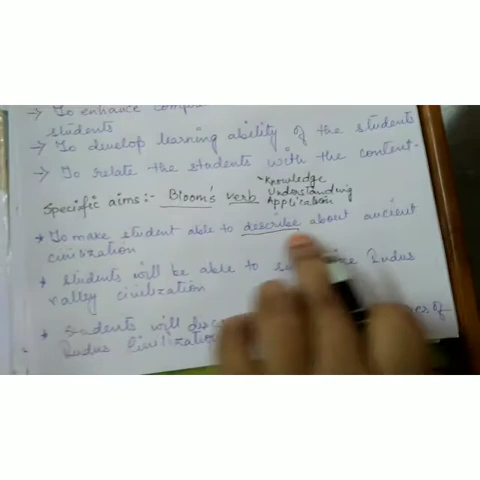 → To enhance
students
→ To develop learning ability of the students
→ To relate the students with the content.
Specific aims:- Bloom's verb Knowledge
Understanding
Application
* To make student able to describe about ancient
civilization
* Students will be able to Indus
valley civilization
* Students will of
Indus Civilization